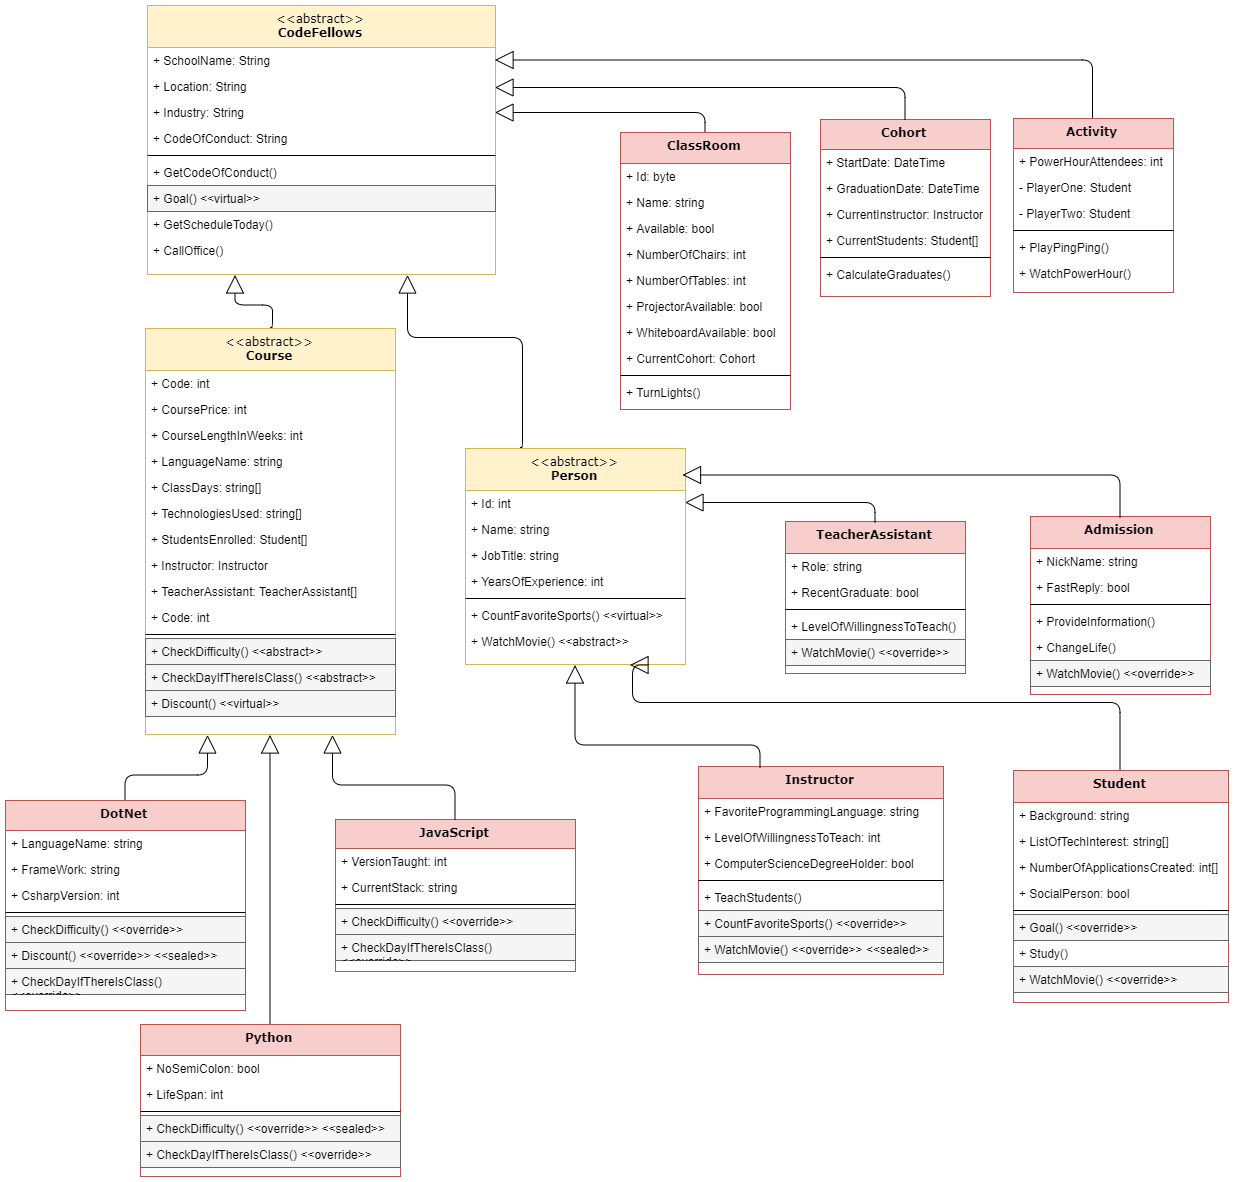 <<abstract>>
CodeFellows
+ SchoolName: String
+ Location: String
+ Industry: String
+ CodeOfConduct: String
+ GetCodeOfConduct()
+ Goal() <<virtual>>
+ GetScheduleToday()
+ CallOffice()
ClassRoom
+ Id: byte
+ Name: string
+ Available: bool
+ NumberOfChairs: int
+ NumberOfTables: int
+ ProjectorAvailable: bool
+ WhiteboardAvailable: bool
+ CurrentCohort: Cohort
+ TurnLights()
Cohort
+ StartDate: DateTime
+ GraduationDate: DateTime
+ CurrentInstructor: Instructor
+ CurrentStudents: Student[]
+ CalculateGraduates()
Activity
+ PowerHourAttendees: int
- PlayerOne: Student
- PlayerTwo: Student
+ PlayPingPing()
+ WatchPowerHour()
<<abstract>>
Course
+ Code: int
+ CoursePrice: int
+ CourseLengthInWeeks: int
+ LanguageName: string
+ ClassDays: string[]
+ TechnologiesUsed: string[]
+ StudentsEnrolled: Student[]
+ Instructor: Instructor
+ TeacherAssistant: TeacherAssistant[]
+ Code: int
+ CheckDifficulty() <<abstract>>
+ CheckDayIfThereIsClass() <<abstract>>
+ Discount() <<virtual>>
<<abstract>>
Person
+ Id: int
+ Name: string
+ JobTitle: string
+ YearsOfExperience: int
+ CountFavoriteSports() <<virtual>>
+ WatchMovie() <<abstract>>
TeacherAssistant
+ Role: string
+ RecentGraduate: bool
+ LevelOfWillingnessToTeach()
+ WatchMovie() <<override>>
Admission
+ NickName: string
+ FastReply: bool
+ ProvideInformation()
+ ChangeLife()
+ WatchMovie() <<override>>
DotNet
+ LanguageName: string
+ FrameWork: string
+ CsharpVersion: int
+ CheckDifficulty() <<override>>
+ Discount() <<override>> <<sealed>>
+ CheckDayIfThereIsClass()
<<override>>
JavaScript
+ VersionTaught: int
+ CurrentStack: string
+ CheckDifficulty() <<override>>
+ CheckDayIfThereIsClass()
<<override>>
Instructor
+ FavoriteProgrammingLanguage: string
+ LevelOfWillingnessToTeach: int
+ ComputerScienceDegreeHolder: bool
+ TeachStudents()
+ CountFavoriteSports() <<override>>
+ WatchMovie() <<override>> <<sealed>>
Student
+ Background: string
+ ListOfTechInterest: string[]
+ NumberOfApplicationsCreated: int[]
+ SocialPerson: bool
+ Goal() <<override>>
+ Study()
+ WatchMovie() <<override>>
Python
+ NoSemiColon: bool
+ LifeSpan: int
+ CheckDifficulty() <<override>> <<sealed>>
+ CheckDayIfThereIsClass() <<override>>